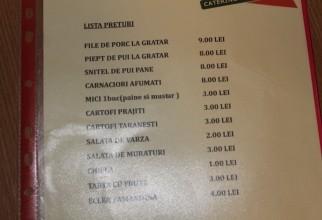 CATERING
LISTA PRETURI
FILE DE PORC LA GRATAR 9.00 LEI
PIEPT DE PUI LA GRATAR 8.00 LEI
SNITEL DE PUI PANE 8.00 LEI
CARNACIORI AFUMATI 8.00 LEI
MICI 1buc(paine si mustar ) 3.00 LEI
CARTOFI PRAJITI 3.00 LEI
CARTOFI TARANESTI 3.00 LEI
SALATA DE VARZA 2.00 LEI
SALATA DE MURATURI 3.00 LEI
CHIFLA 1.00 LEI
TARTA CU FRUTE 3.00 LEI
ECLER / AMANDINA 4.00 LEI